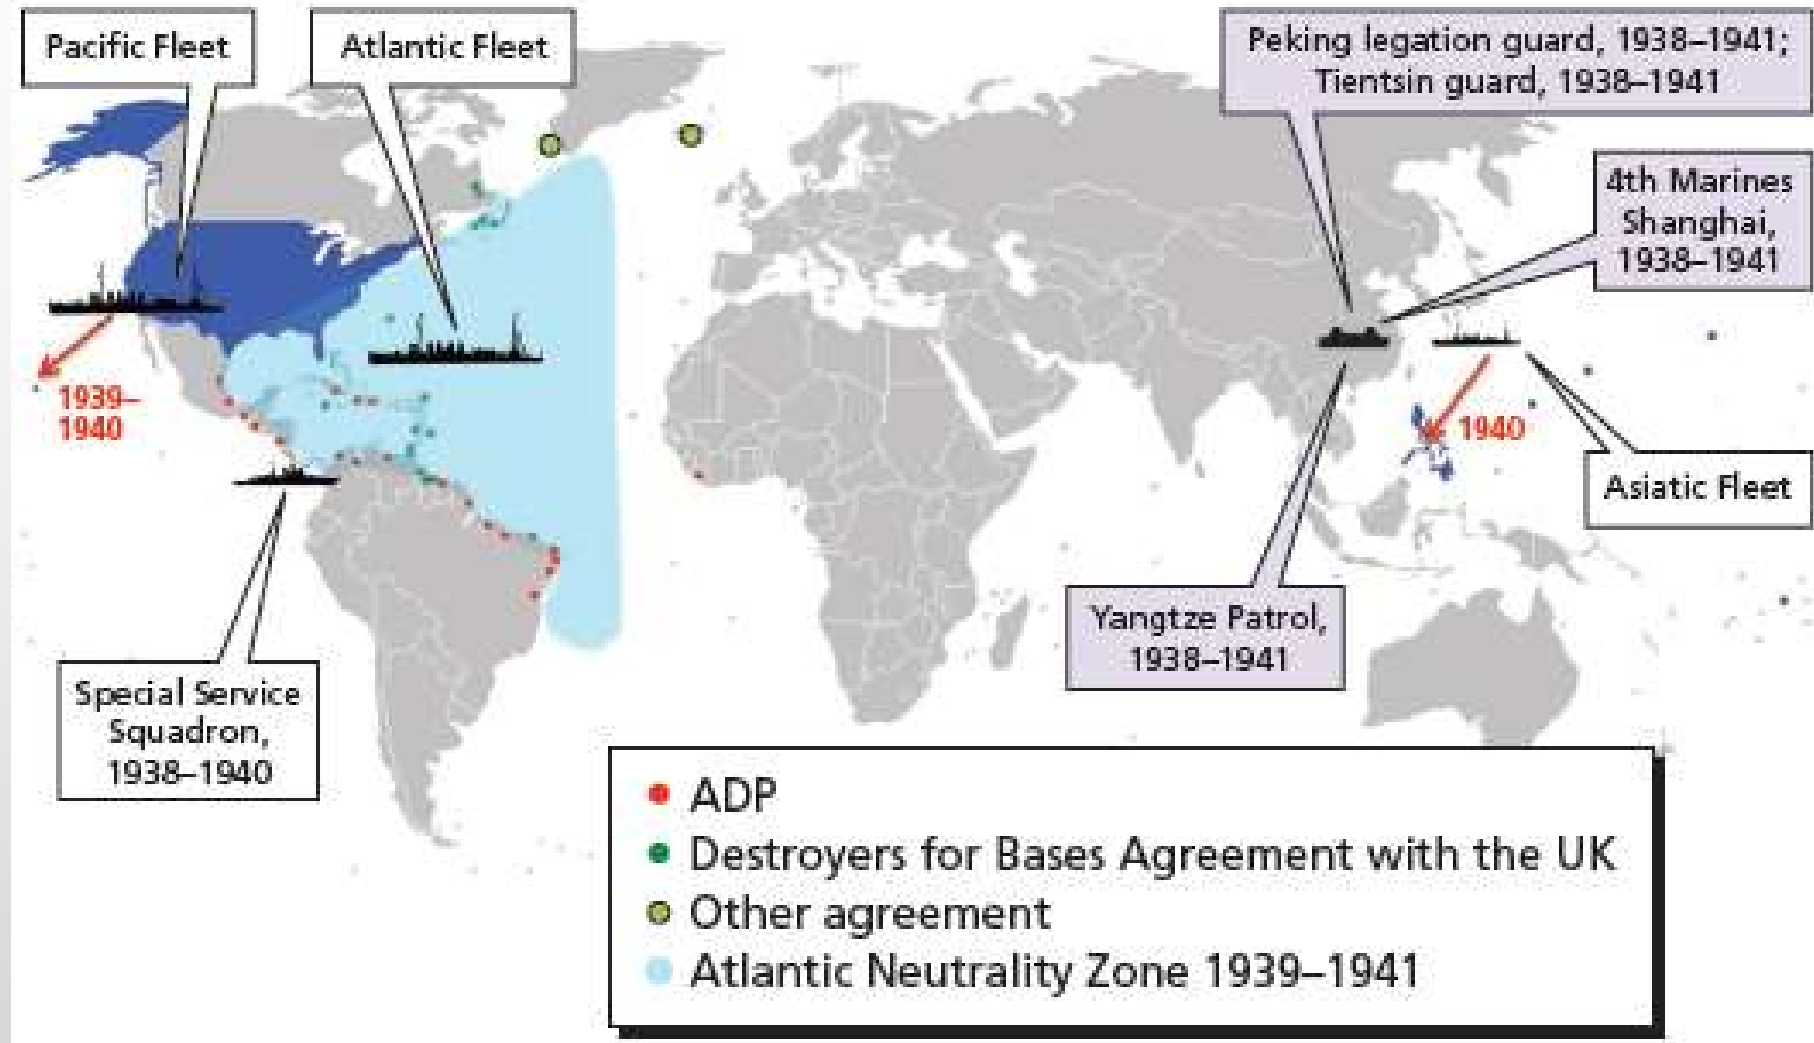 Pacific Fleet
Atlantic Fleet
Peking legation guard, 1938–1941;
Tientsin guard, 1938–1941
4th Marines
Shanghai,
1938–1941
1939–
1940
1940
Asiatic Fleet
Yangtze Patrol,
1938–1941
Special Service
Squadron,
1938–1940
ADP
Destroyers for Bases Agreement with the UK
Other agreement
Atlantic Neutrality Zone 1939–1941